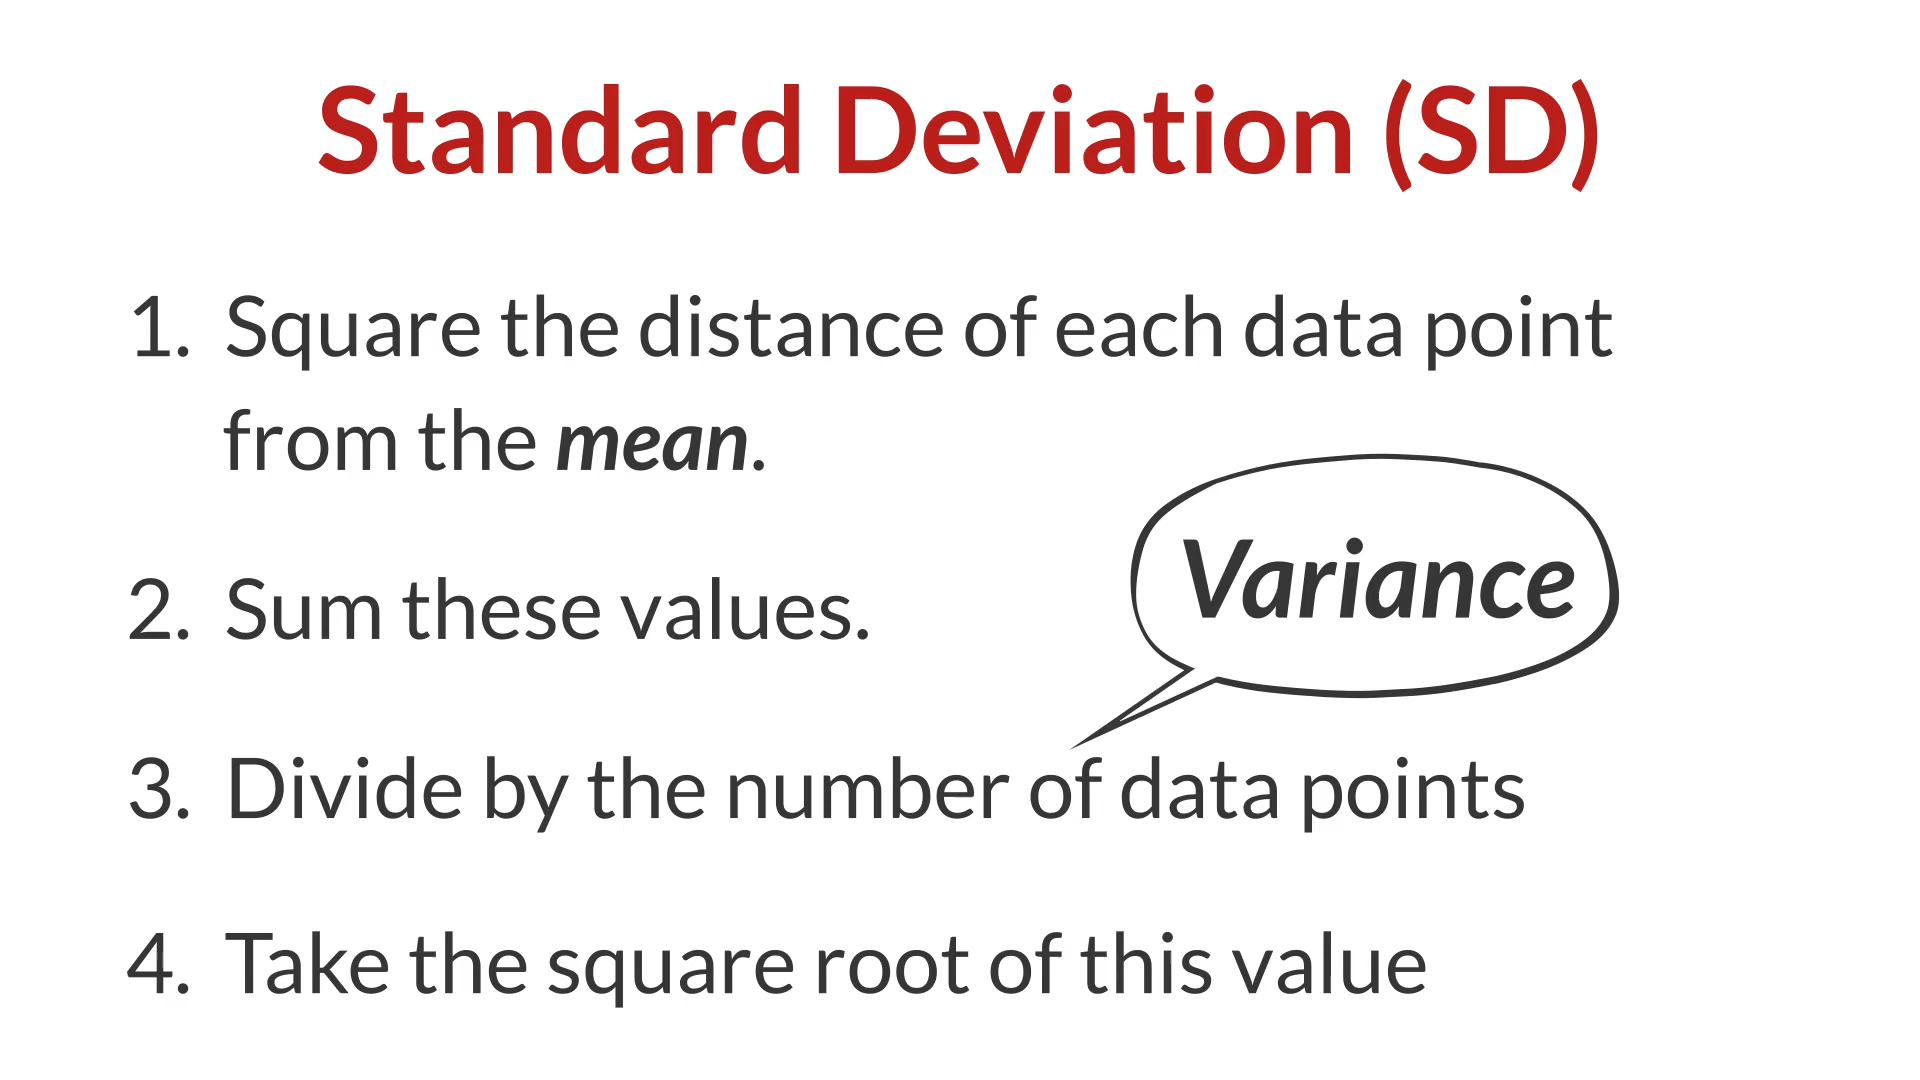 Standard Deviation (SD)
1. Square the distance of each data point
from the mean.
Variance
2. Sum these values.
3. Divide by the number of data points
4. Take the square root of this value